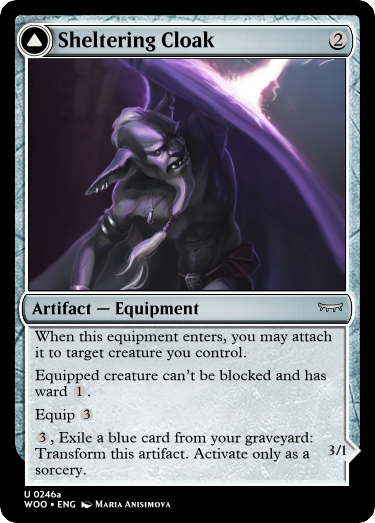 Sheltering Cloak 2
Artifact — Equipment
When this equipment enters, you may attach
it to target creature you control.
Equipped creature can't be blocked and has
ward 1.
Equip 3
3, Exile a blue card from your graveyard:
Transform this artifact. Activate only as a
sorcery.
3/1
U 0246a
WOO • ENG Maria Anisimova